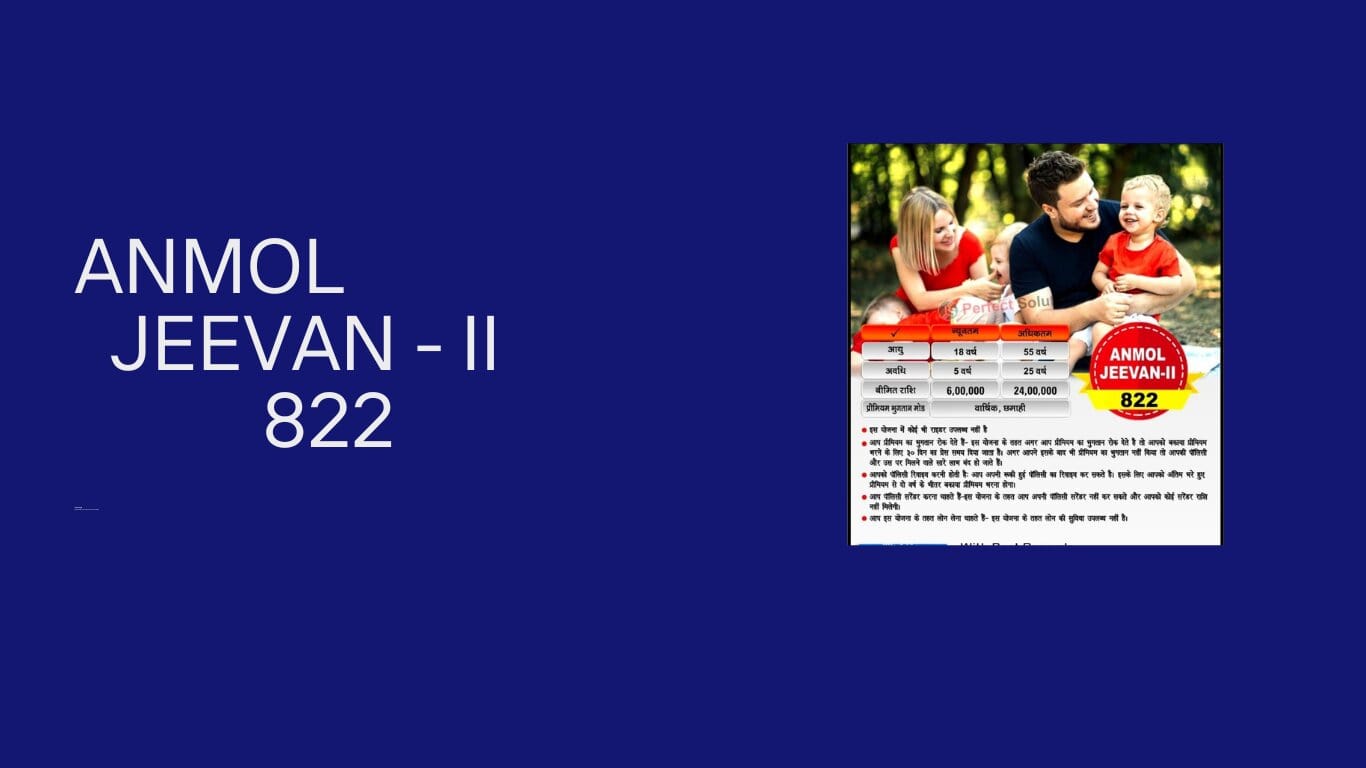 ANMOL
JEEVAN - II
822
Perfect Solu
✓ न्यूनतम अधिकतम
आयु 18 वर्ष 55 वर्ष
अवधि 5 वर्ष 25 वर्ष
बीमित राशि 6,00,000 24,00,000
प्रीमियम भुगतान मोड वार्षिक, छमाही
ANMOL
JEEVAN-II
822
इस योजना में कोई भी राइडर उपलब्ध नहीं है
आप प्रीमियम का भुगतान रोक देते हैं- इस योजना के तहत अगर आप प्रीमियम का भुगतान रोक देते है तो आपको बकाया प्रीमियम
भरने के लिए ३० दिन का ग्रेस समय दिया जाता है। अगर आपने इसके बाद भी प्रीमियम का भुगतान नहीं किया तो आपकी पॉलिसी
और उस पर मिलने वाले सारे लाभ बंद हो जाते हैं।
आपको पॉलिसी रिवाइव करनी होती है: आप अपनी रूकी हुई पॉलिसी का रिवाइव कर सकते है। इसके लिए आपको अंतिम भरे हुए
प्रीमियम से दो वर्ष के भीतर बकाया प्रीमियम भरना होगा।
आप पॉलिसी सरेंडर करना चाहते हैं-इस योजना के तहत आप अपनी पॉलिसी सरेंडर नहीं कर सकते और आपको कोई सरेंडर राशि
नहीं मिलेगी।
आप इस योजना के तहत लोन लेना चाहते हैं- इस योजना के तहत लोन की सुविधा उपलब्ध नहीं है।